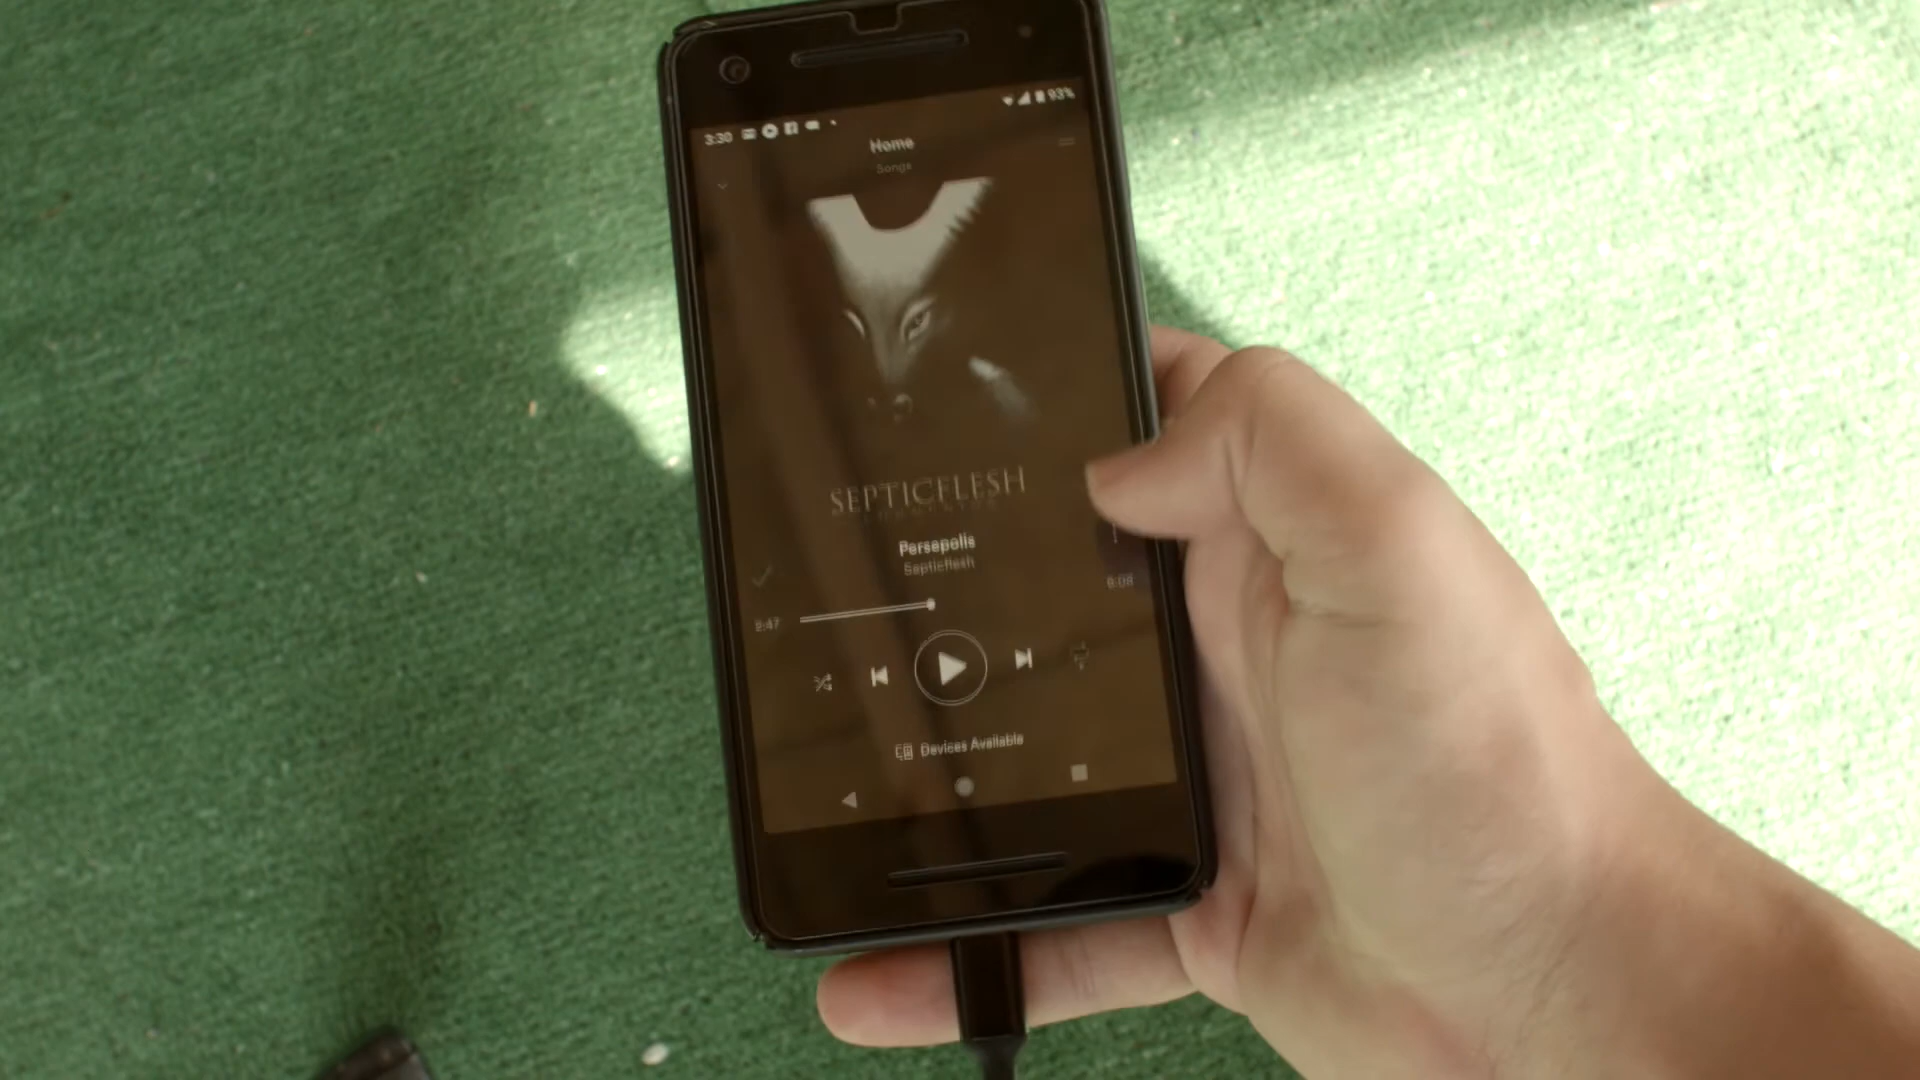 3:30
93%
Home
Songs
SEPTICFLESH
Persepolis
Septicflesh
6:08
2:47
Devices Available